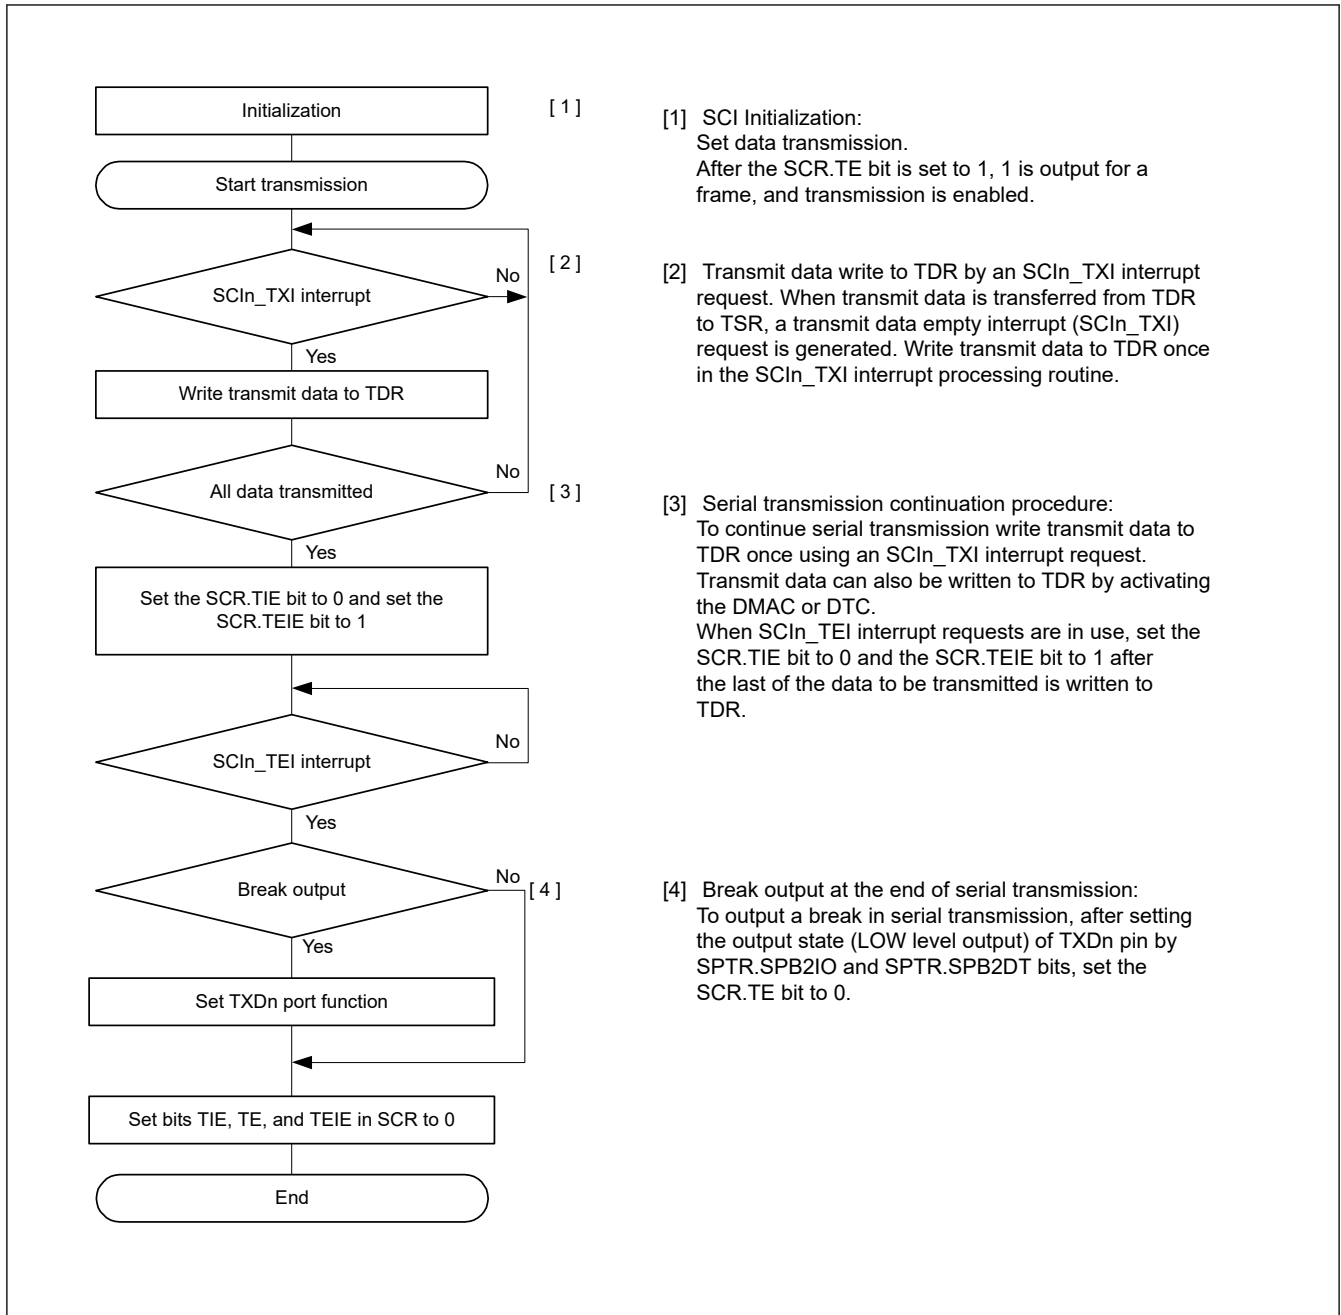 Initialization
[ 1 ]
Start transmission
SCIn_TXI interrupt
No
[ 2 ]
Yes
Write transmit data to TDR
All data transmitted
No
[ 3 ]
Yes
Set the SCR.TIE bit to 0 and set the
SCR.TEIE bit to 1
SCIn_TEI interrupt
No
Yes
Break output
No
[ 4 ]
Yes
Set TXDn port function
Set bits TIE, TE, and TEIE in SCR to 0
End
[1] SCI Initialization:
Set data transmission.
After the SCR.TE bit is set to 1, 1 is output for a
frame, and transmission is enabled.
[2] Transmit data write to TDR by an SCIn_TXI interrupt
request. When transmit data is transferred from TDR
to TSR, a transmit data empty interrupt (SCIn_TXI)
request is generated. Write transmit data to TDR once
in the SCIn_TXI interrupt processing routine.
[3] Serial transmission continuation procedure:
To continue serial transmission write transmit data to
TDR once using an SCIn_TXI interrupt request.
Transmit data can also be written to TDR by activating
the DMAC or DTC.
When SCIn_TEI interrupt requests are in use, set the
SCR.TIE bit to 0 and the SCR.TEIE bit to 1 after
the last of the data to be transmitted is written to
TDR.
[4] Break output at the end of serial transmission:
To output a break in serial transmission, after setting
the output state (LOW level output) of TXDn pin by
SPTR.SPB2IO and SPTR.SPB2DT bits, set the
SCR.TE bit to 0.